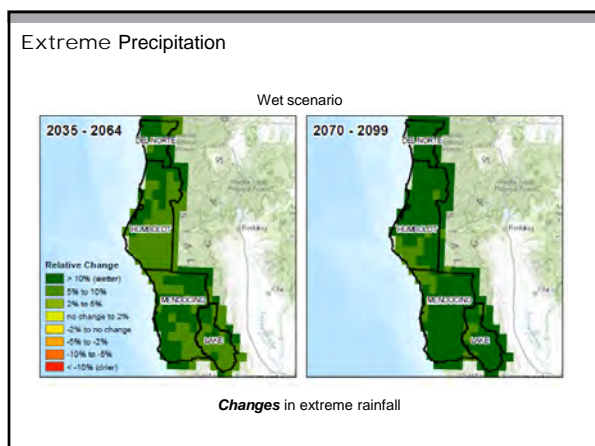 Extreme Precipitation
Wet scenario
2035 - 2064
DEL NORTE
HUMBOLDT
Redding
Relative Change
> 10% (wetter)
5% to 10%
2% to 5%
no change to 2%
-2% to no change
-5% to -2%
-10% to -5%
< -10% (drier)
MENDOCINO
LAKE
2070 - 2099
DEL NORTE
HUMBOLDT
Redding
MENDOCINO
LAKE
Changes in extreme rainfall